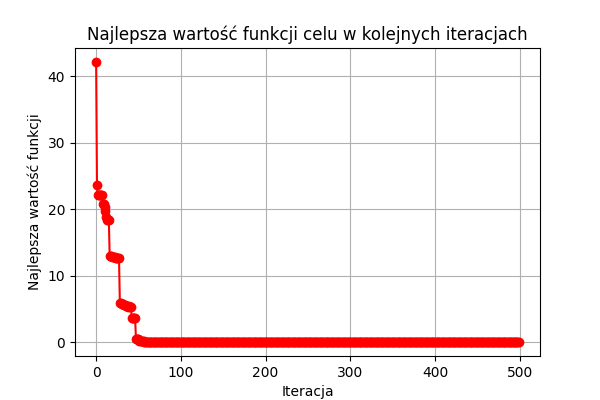 Najlepsza wartość funkcji celu w kolejnych iteracjach
Najlepsza wartość funkcji
40
30
20
10
0
0 100 200 300 400 500
Iteracja